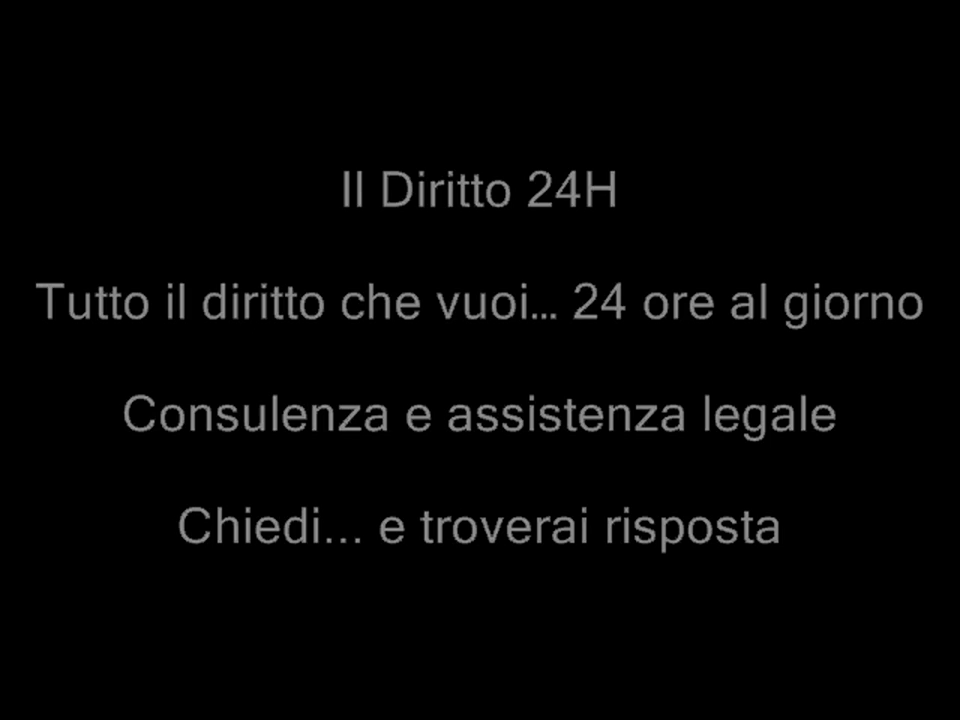 Il Diritto 24H
Tutto il diritto che vuoi… 24 ore al giorno
Consulenza e assistenza legale
Chiedi... e troverai risposta